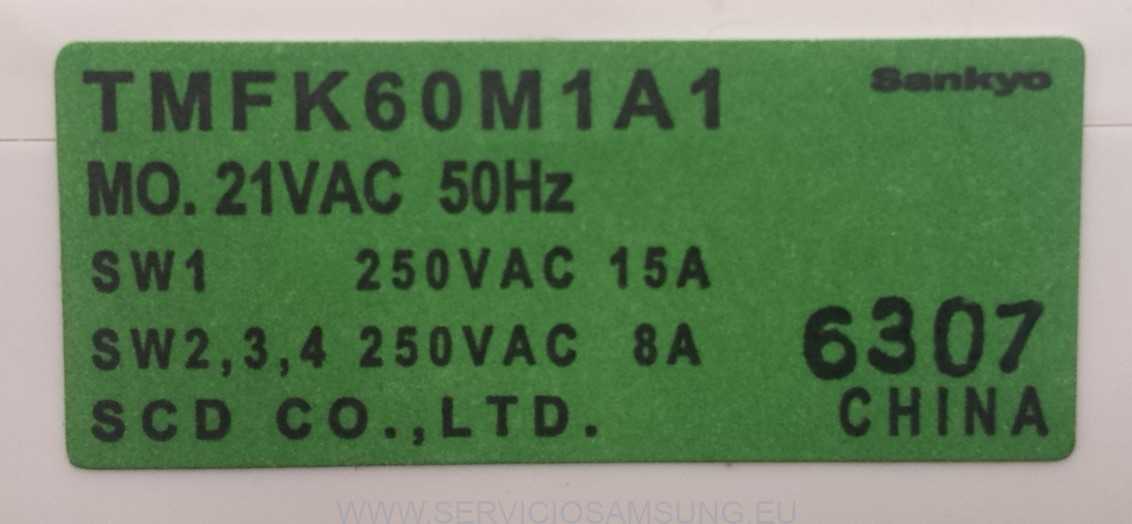 TMFK60M1A1 Sankyo
MO. 21VAC 50Hz
SW1 250VAC 15A
SW2,3,4 250VAC 8A
6307
SCD CO.,LTD. CHINA
WWW.SERVICIOSAMSUNG.EU